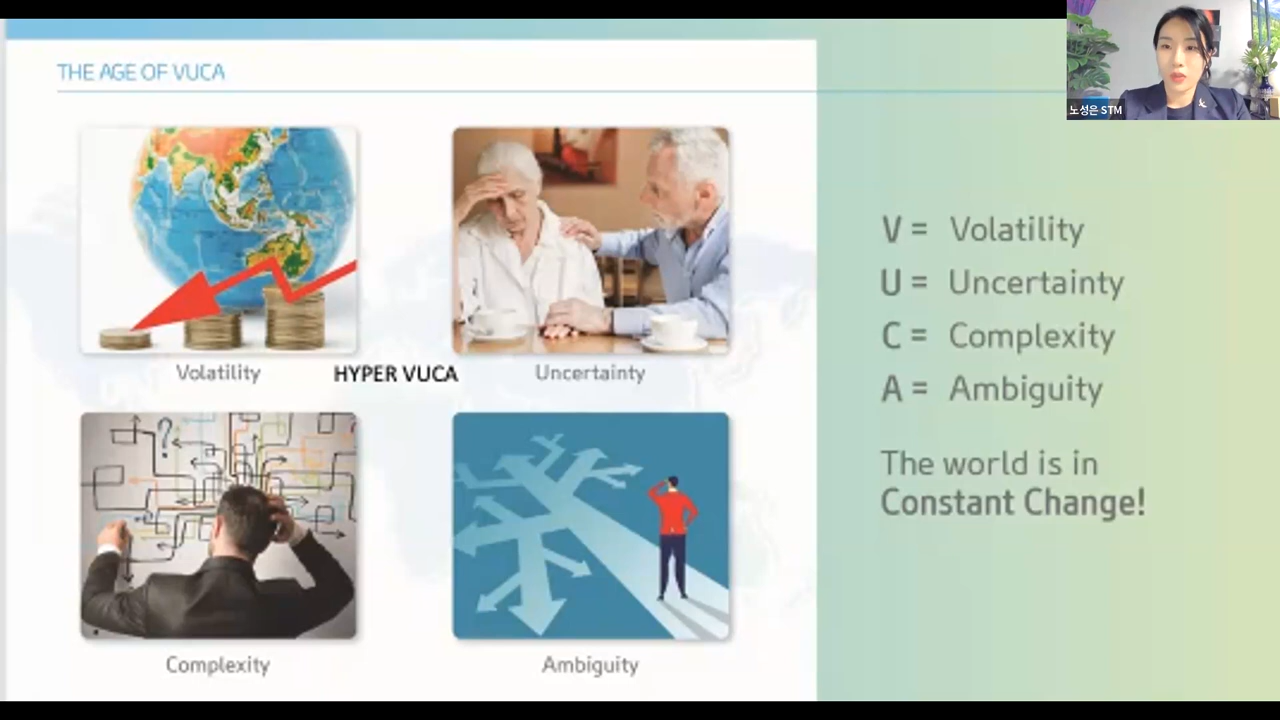 THE AGE OF VUCA
노성은 STM
Volatility
HYPER VUCA
Uncertainty
Complexity
Ambiguity
V = Volatility
U = Uncertainty
C = Complexity
A = Ambiguity
The world is in
Constant Change!